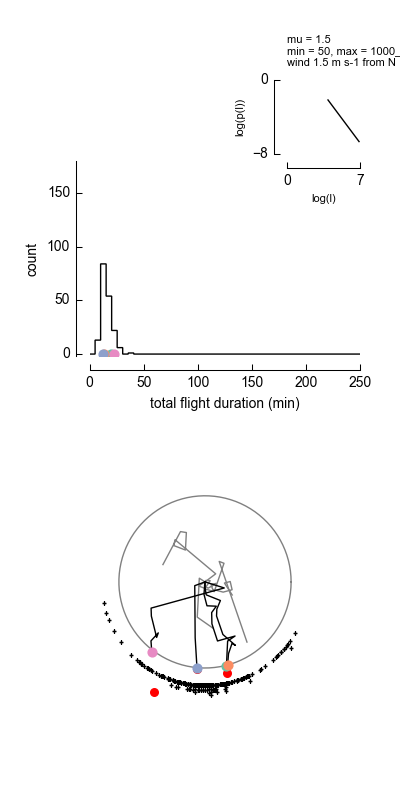 mu = 1.5
min = 50, max = 1000_
wind 1.5 m s-1 from N
0
log(p(l))
−8
0
7
log(l)
150
100
50
0
count
0
50
100
150
200
250
total flight duration (min)